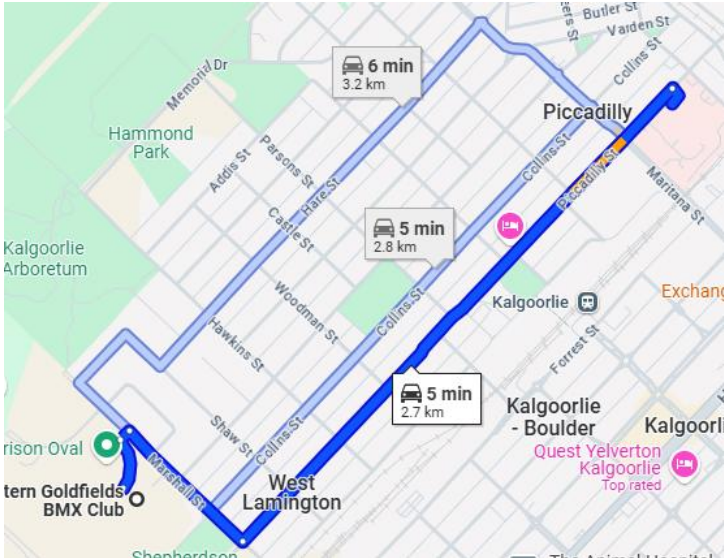 Butler St
Varden St
Collins St
Memorial Dr
6 min
3.2 km
Piccadilly
Hammond
Park
Addis St
Parsons St
Hare St
Collins St
Piccadilly St
Maritana St
Castle St
5 min
2.8 km
Kalgoorlie
Arboretum
Kalgoorlie
Exchang
Woodman St
Collins St
Hawkins St
Forrest St
5 min
2.7 km
Kalgoorlie
- Boulder
Kalgoorli
Shaw St
Collins St
rison Oval
Quest Yelverton
Kalgoorlie
Top rated
Marshall St
West
Lamington
tern Goldfields
BMX Club
Shepherdson